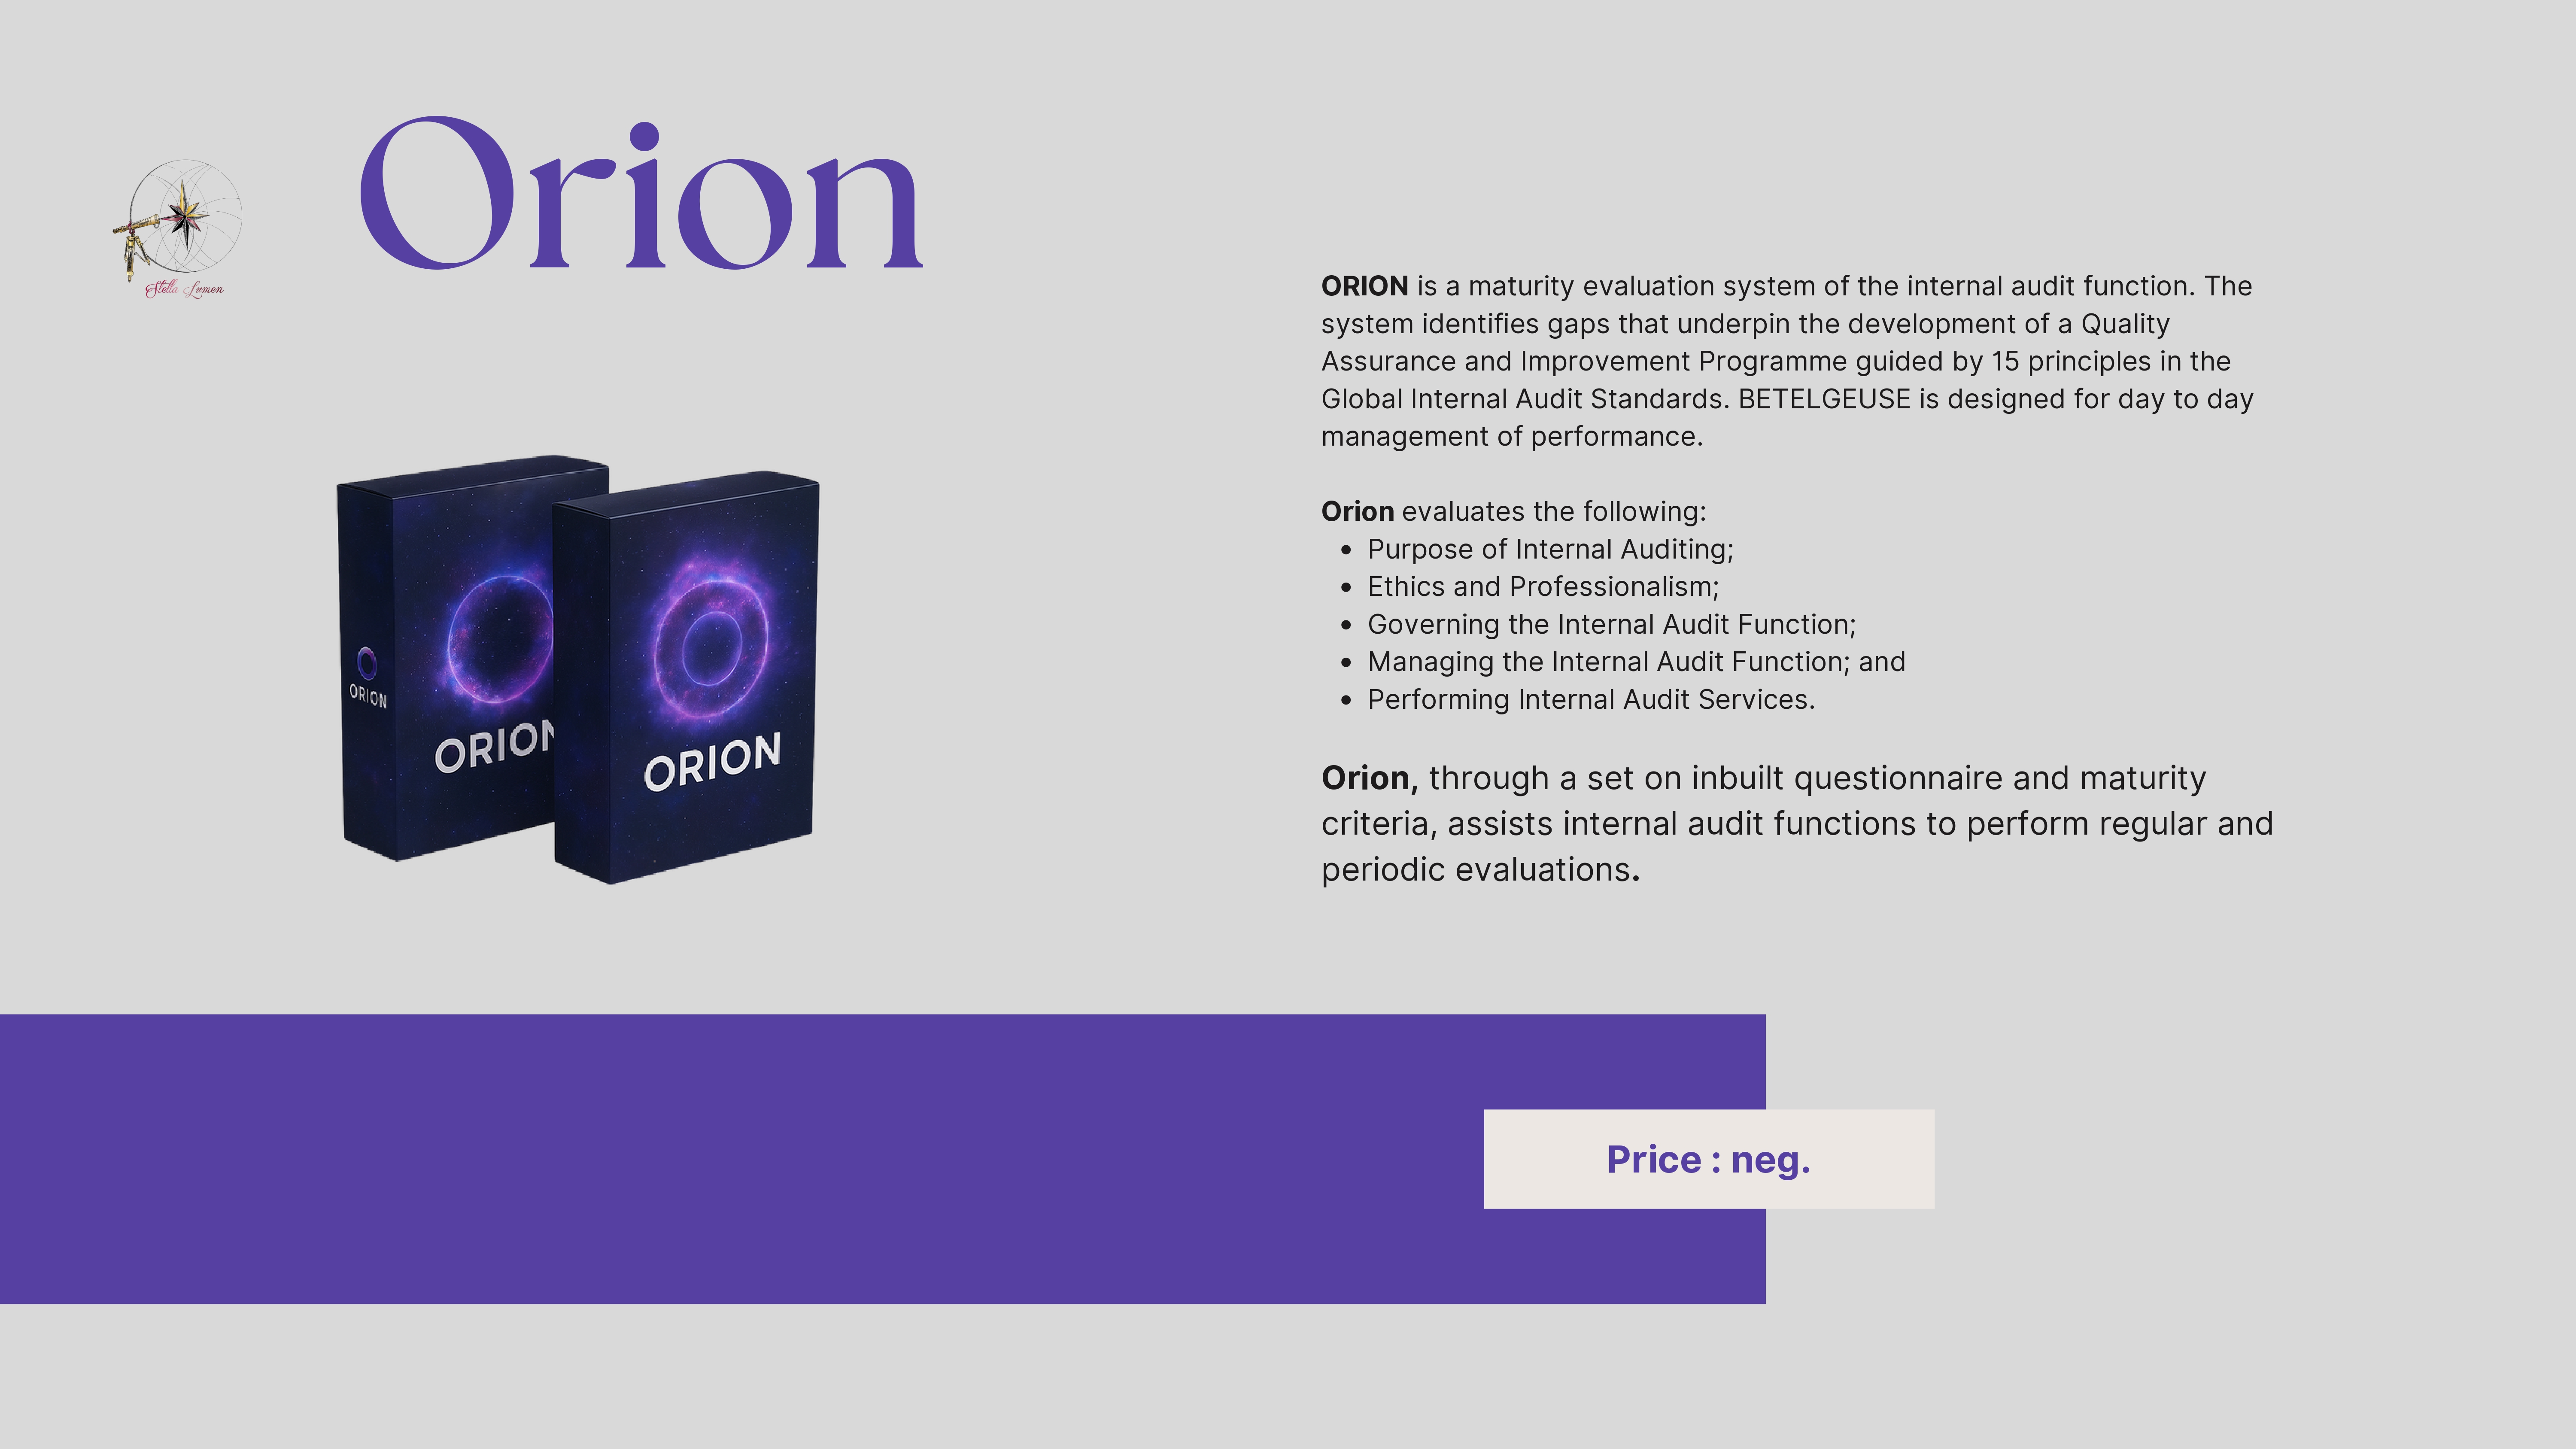 Orion
Stella Lumen
ORION is a maturity evaluation system of the internal audit function. The
system identifies gaps that underpin the development of a Quality
Assurance and Improvement Programme guided by 15 principles in the
Global Internal Audit Standards. BETELGEUSE is designed for day to day
management of performance.
Orion evaluates the following:
• Purpose of Internal Auditing;
• Ethics and Professionalism;
• Governing the Internal Audit Function;
• Managing the Internal Audit Function; and
• Performing Internal Audit Services.
Orion, through a set on inbuilt questionnaire and maturity
criteria, assists internal audit functions to perform regular and
periodic evaluations.
ORION
ORION
ORION
Price : neg.